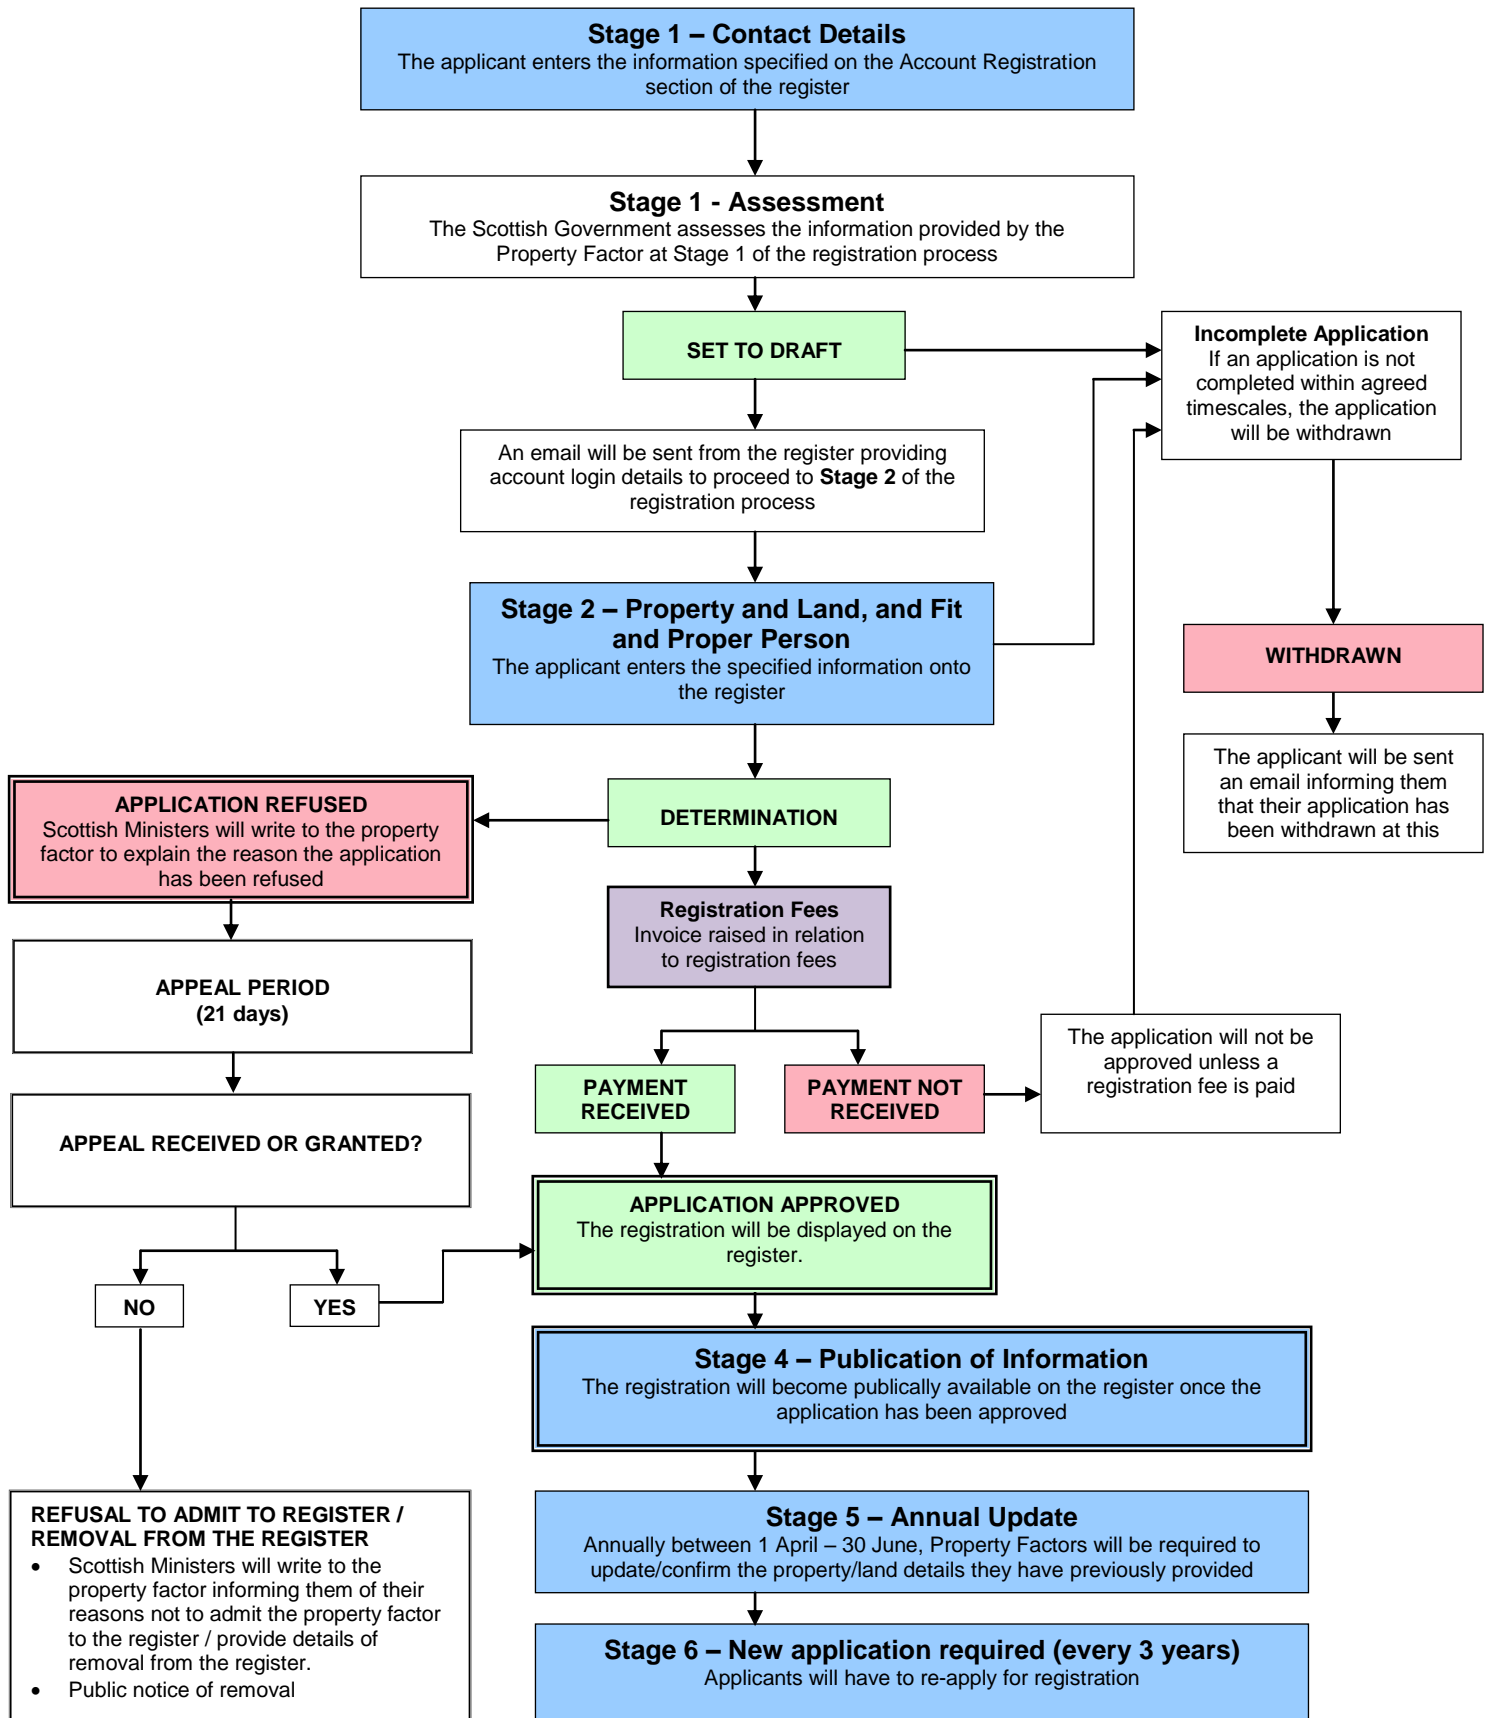 Stage 1 – Contact Details
The applicant enters the information specified on the Account Registration
section of the register
Stage 1 - Assessment
The Scottish Government assesses the information provided by the
Property Factor at Stage 1 of the registration process
SET TO DRAFT
Incomplete Application
If an application is not
completed within agreed
timescales, the application
will be withdrawn
An email will be sent from the register providing
account login details to proceed to Stage 2 of the
registration process
Stage 2 – Property and Land, and Fit
and Proper Person
The applicant enters the specified information onto
the register
WITHDRAWN
The applicant will be sent
an email informing them
that their application has
been withdrawn at this
APPLICATION REFUSED
Scottish Ministers will write to the property
factor to explain the reason the application
has been refused
DETERMINATION
Registration Fees
Invoice raised in relation
to registration fees
APPEAL PERIOD
(21 days)
The application will not be
approved unless a
registration fee is paid
PAYMENT
RECEIVED
PAYMENT NOT
RECEIVED
APPEAL RECEIVED OR GRANTED?
APPLICATION APPROVED
The registration will be displayed on the
register.
NO
YES
Stage 4 – Publication of Information
The registration will become publically available on the register once the
application has been approved
REFUSAL TO ADMIT TO REGISTER /
REMOVAL FROM THE REGISTER
• Scottish Ministers will write to the
property factor informing them of their
reasons not to admit the property factor
to the register / provide details of
removal from the register.
• Public notice of removal
Stage 5 – Annual Update
Annually between 1 April – 30 June, Property Factors will be required to
update/confirm the property/land details they have previously provided
Stage 6 – New application required (every 3 years)
Applicants will have to re-apply for registration